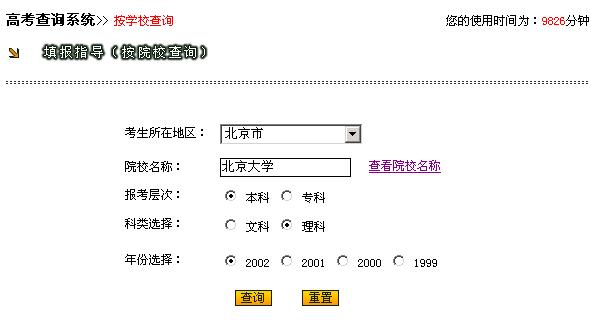 高考查询系统>> 按学校查询 您的使用时间为：9826分钟
填报指导（按院校查询）
考生所在地区： 北京市
院校名称： 北京大学 查看院校名称
报考层次： 本科 专科
科类选择： 文科 理科
年份选择： 2002 2001 2000 1999
查询 重置